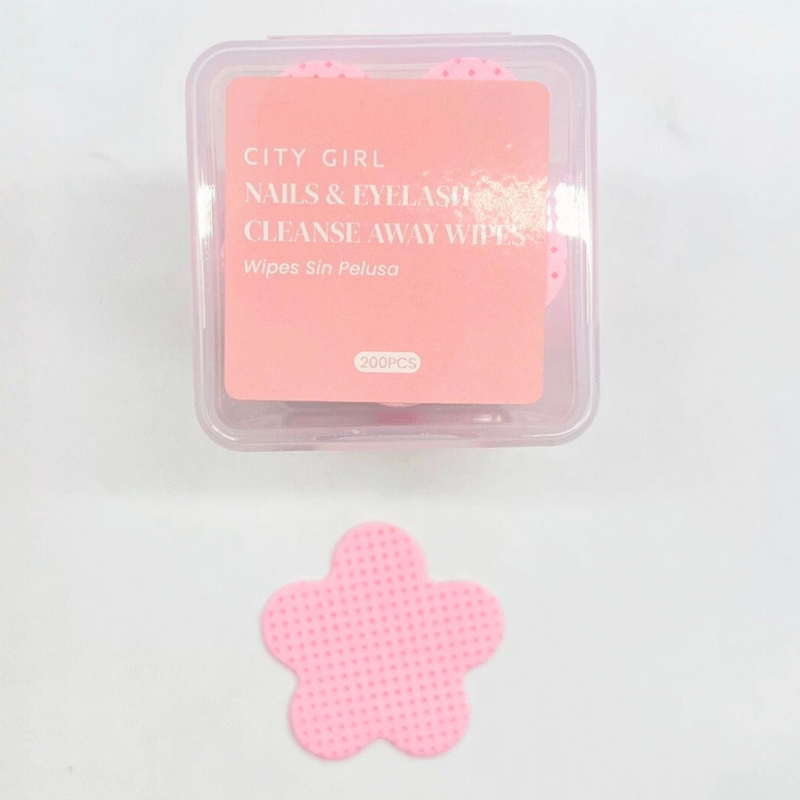 CITY GIRL
NAILS & EYELASH
CLEANSE AWAY WIPES
Wipes Sin Pelusa
200PCS